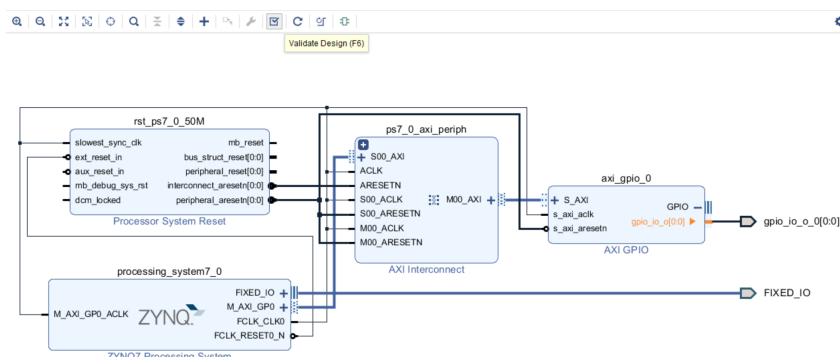 Validate Design (F6)
rst_ps7_0_50M
slowest_sync_clk
ext_reset_in
aux_reset_in
mb_debug_sys_rst
dcm_locked
mb_reset
bus_struct_reset[0:0]
peripheral_reset[0:0]
interconnect_aresetn[0:0]
peripheral_aresetn[0:0]
Processor System Reset
ps7_0_axi_periph
S00_AXI
ACLK
ARESETN
S00_ACLK
S00_ARESETN
M00_ACLK
M00_ARESETN
M00_AXI
AXI Interconnect
axi_gpio_0
S_AXI
s_axi_aclk
s_axi_aresetn
GPIO
gpio_io_o[0:0]
AXI GPIO
gpio_io_o_0[0:0]
FIXED_IO
processing_system7_0
M_AXI_GP0_ACLK
ZYNQ
FIXED_IO
M_AXI_GP0
FCLK_CLK0
FCLK_RESET0_N
ZYNQ7 Processing System